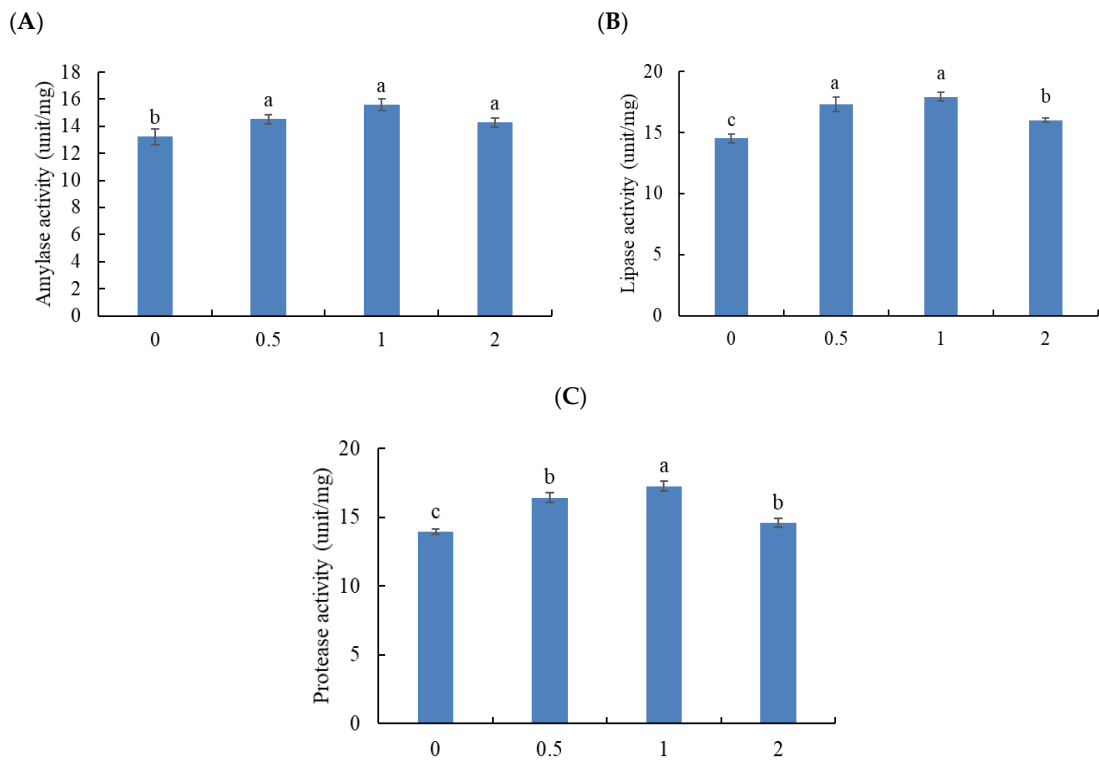 (A)
Amylase activity (unit/mg)
18
16
14
12
10
8
6
4
2
0
b
a
a
a
0 0.5 1 2
(B)
Lipase activity (unit/mg)
20
15
10
5
0
c
a
a
b
0 0.5 1 2
(C)
Protease activity (unit/mg)
20
15
10
5
0
c
b
a
b
0 0.5 1 2